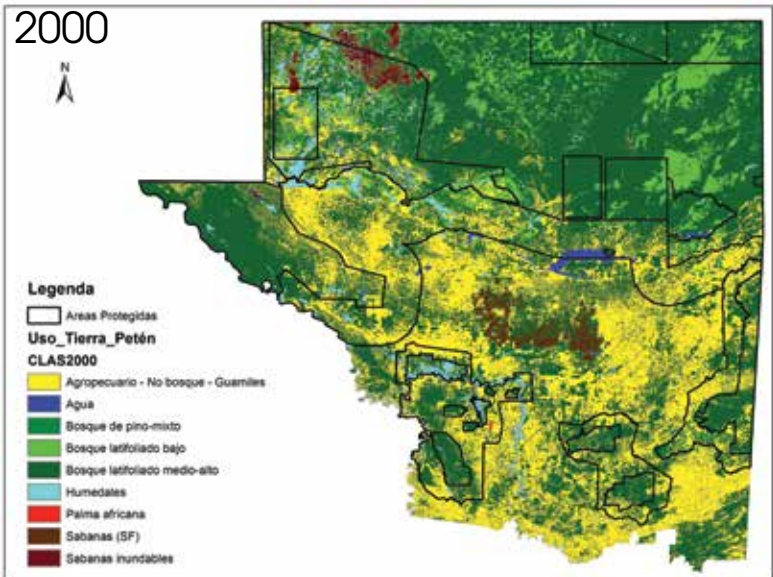 2000
N
Legenda
Areas Protegidas
Uso_Tierra_Petén
CLAS2000
Agropecuario - No bosque - Guamiles
Agua
Bosque de pino-mixto
Bosque latifoliado bajo
Bosque latifoliado medio-alto
Humedales
Palma africana
Sabanas (SF)
Sabanas inundables